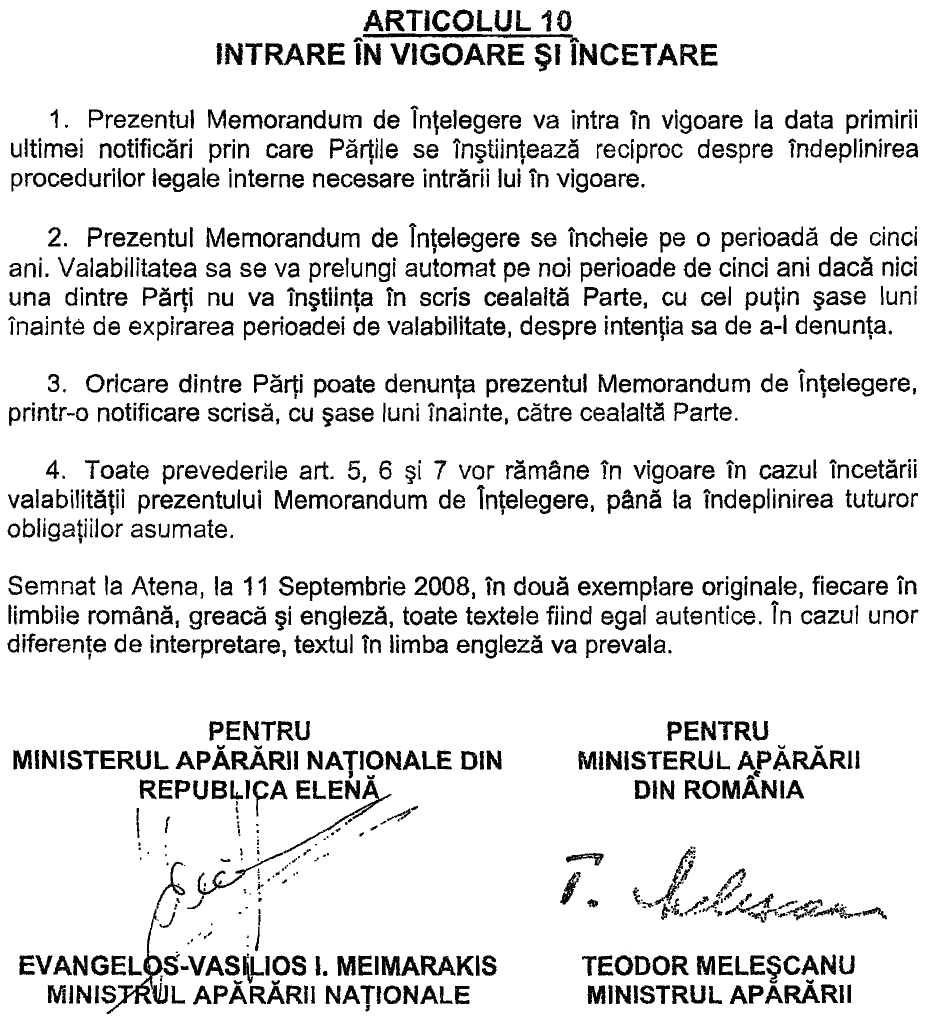 ARTICOLUL 10
INTRARE ÎN VIGOARE ŞI ÎNCETARE
1. Prezentul Memorandum de Înţelegere va intra în vigoare la data primirii
ultimei notificări prin care Părţile se înştiinţează reciproc despre îndeplinirea
procedurilor legale interne necesare intrării lui în vigoare.
2. Prezentul Memorandum de Înţelegere se încheie pe o perioadă de cinci
ani. Valabilitatea sa se va prelungi automat pe noi perioade de cinci ani dacă nici
una dintre Părţi nu va înştiinţa în scris cealaltă Parte, cu cel puţin şase luni
înainte de expirarea perioadei de valabilitate, despre intenţia sa de a-l denunţa.
3. Oricare dintre Părţi poate denunţa prezentul Memorandum de Înţelegere,
printr-o notificare scrisă, cu şase luni înainte, către cealaltă Parte.
4. Toate prevederile art. 5, 6 şi 7 vor rămâne în vigoare în cazul încetării
valabilităţii prezentului Memorandum de Înţelegere, până la îndeplinirea tuturor
obligaţiilor asumate.
Semnat la Atena, la 11 Septembrie 2008, în două exemplare originale, fiecare în
limbile română, greacă şi engleză, toate textele fiind egal autentice. În cazul unor
diferenţe de interpretare, textul în limba engleză va prevala.
PENTRU
MINISTERUL APĂRĂRII NAŢIONALE DIN
REPUBLICA ELENĂ
EVANGELOS-VASILIOS I. MEIMARAKIS
MINISTRUL APĂRĂRII NAŢIONALE
PENTRU
MINISTERUL APĂRĂRII
DIN ROMÂNIA
T. Melescanu
TEODOR MELEŞCANU
MINISTRUL APĂRĂRII